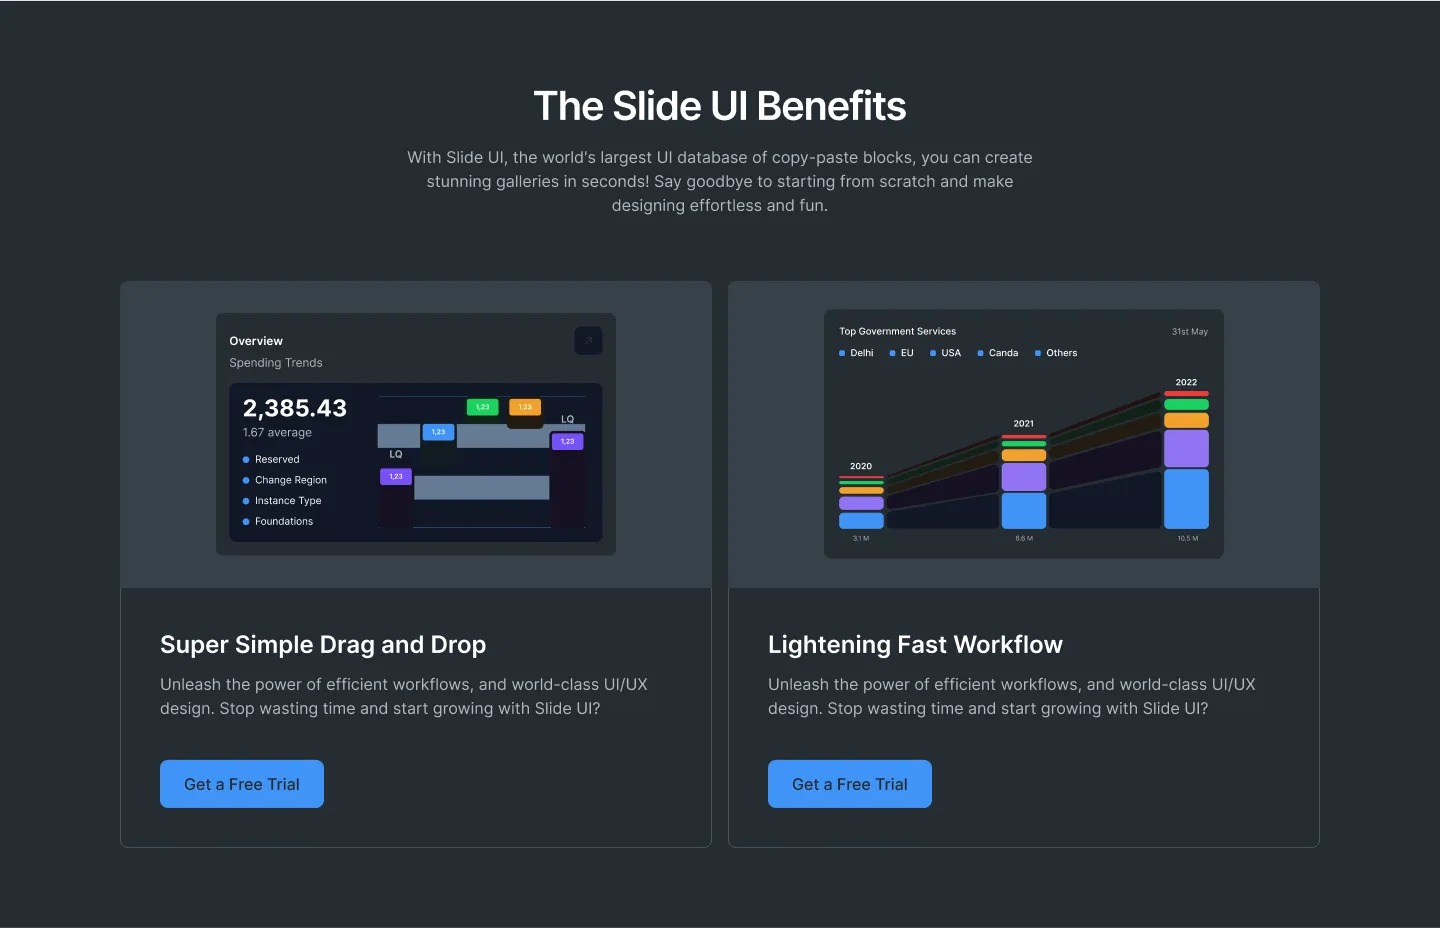 The Slide UI Benefits
With Slide UI, the world's largest UI database of copy-paste blocks, you can create
stunning galleries in seconds! Say goodbye to starting from scratch and make
designing effortless and fun.
Overview
Spending Trends
2,385.43
1.67 average
Reserved
Change Region
Instance Type
Foundations
1,23
1,23
LQ
1,23
1,23
LQ
1,23
Top Government Services
31st May
Delhi EU USA Canda Others
2022
2021
2020
3.1 M
6.6 M
10.5 M
Super Simple Drag and Drop
Unleash the power of efficient workflows, and world-class UI/UX
design. Stop wasting time and start growing with Slide UI?
Get a Free Trial
Lightening Fast Workflow
Unleash the power of efficient workflows, and world-class UI/UX
design. Stop wasting time and start growing with Slide UI?
Get a Free Trial